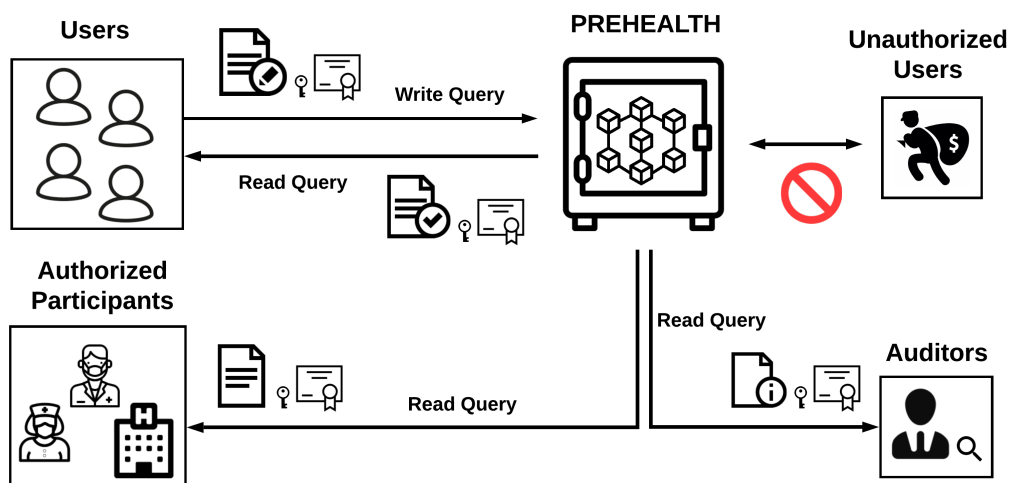 Users
PREHEALTH
Unauthorized
Users
Write Query
$
Read Query
Authorized
Participants
H
Read Query
Read Query
Auditors